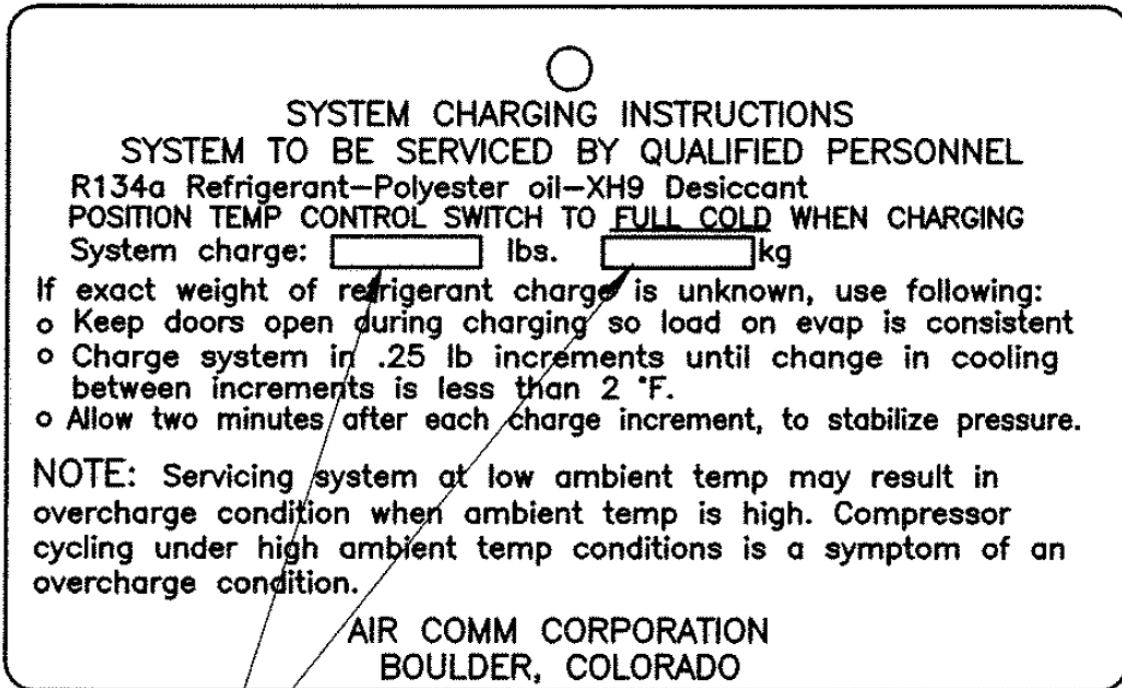 SYSTEM CHARGING INSTRUCTIONS
SYSTEM TO BE SERVICED BY QUALIFIED PERSONNEL
R134a Refrigerant-Polyester oil-XH9 Desiccant
POSITION TEMP CONTROL SWITCH TO FULL COLD WHEN CHARGING
System charge: lbs. kg
If exact weight of refrigerant charge is unknown, use following:
o Keep doors open during charging so load on evap is consistent
o Charge system in .25 lb increments until change in cooling
between increments is less than 2 °F.
o Allow two minutes after each charge increment, to stabilize pressure.
NOTE: Servicing system at low ambient temp may result in
overcharge condition when ambient temp is high. Compressor
cycling under high ambient temp conditions is a symptom of an
overcharge condition.
AIR COMM CORPORATION
BOULDER, COLORADO